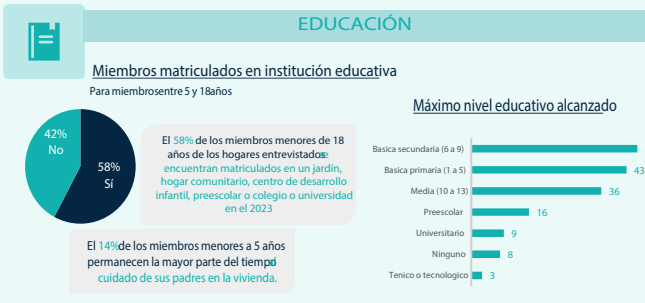 EDUCACIÓN
Miembros matriculados en institución educativa
Para miembrosentre 5 y 18años
42%
No
58%
Sí
El 58% de los miembros menores de 18
años de los hogares entrevistados se
encuentran matriculados en un jardín,
hogar comunitario, centro de desarrollo
infantil, preescolar o colegio o universidad
en el 2023
El 14%de los miembros menores a 5 años
permanecen la mayor parte del tiempo al
cuidado de sus padres en la vivienda.
Máximo nivel educativo alcanzado
Basica secundaria (6 a 9)
Basica primaria (1 a 5) 43
Media (10 a 13) 36
Preescolar 16
Universitario 9
Ninguno 8
Tenico o tecnologico 3